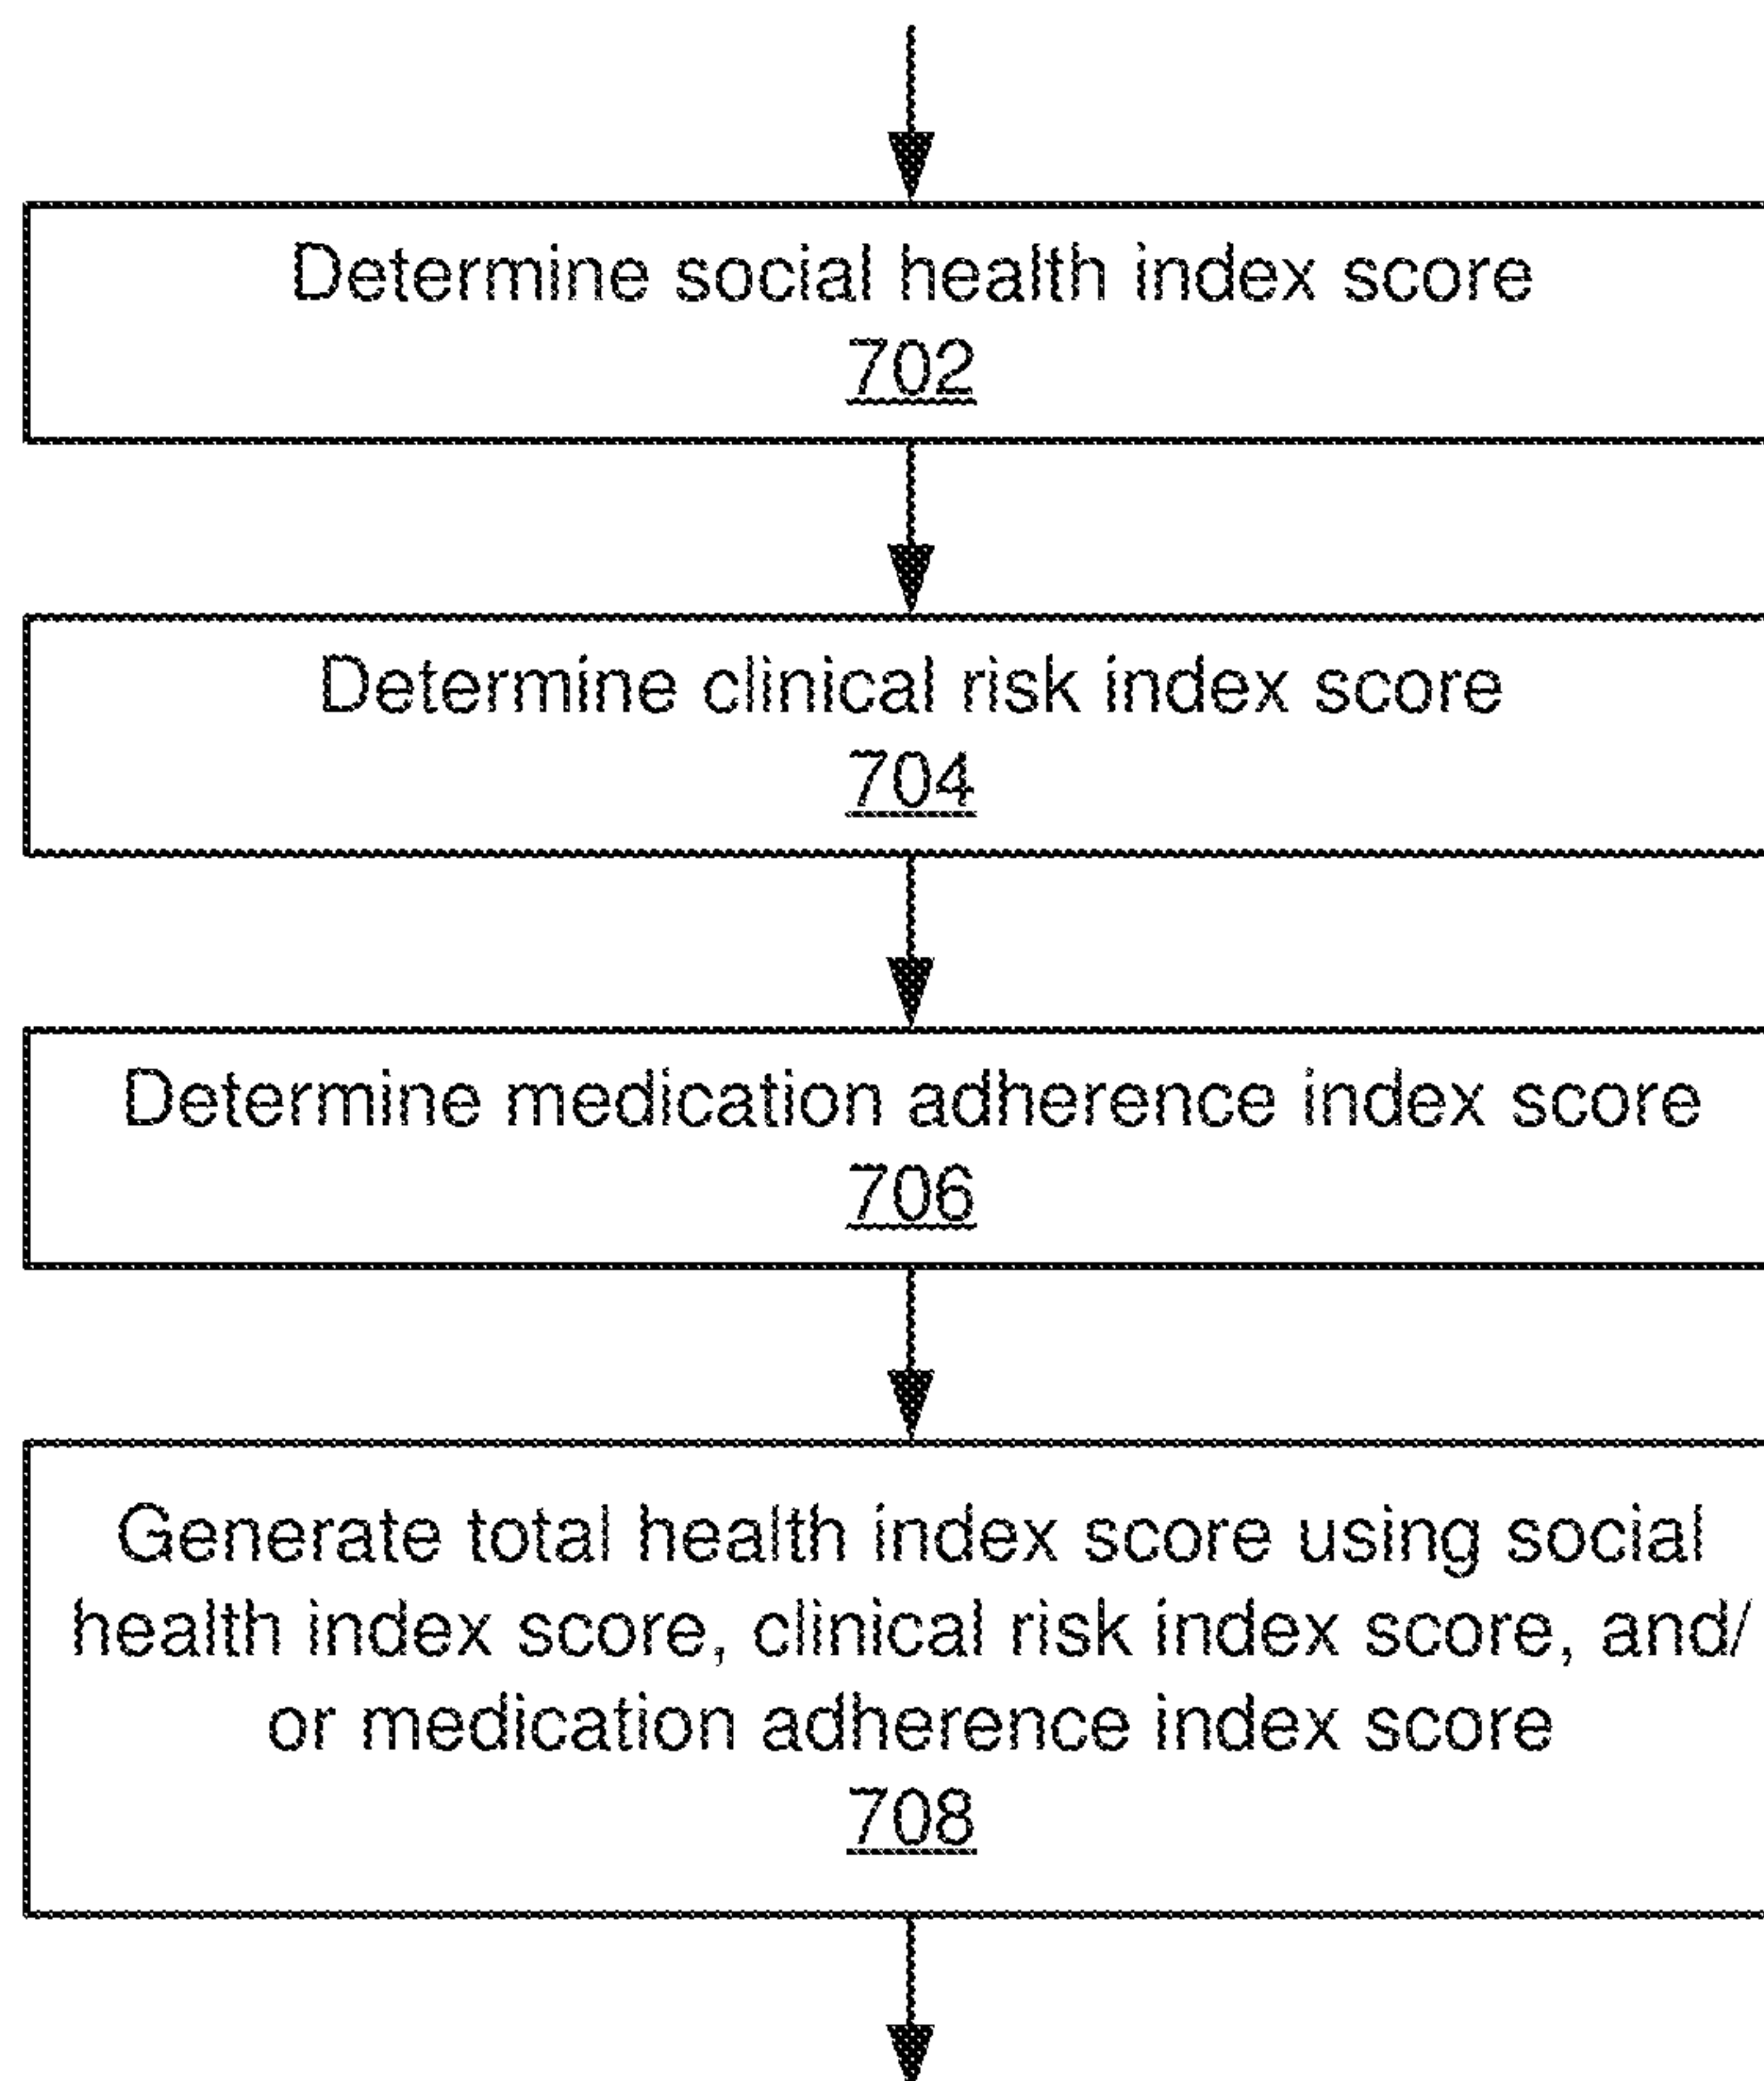 Determine social health index score
702
Determine clinical risk index score
704
Determine medication adherence index score
706
Generate total health index score using social
health index score, clinical risk index score, and/
or medication adherence index score
708